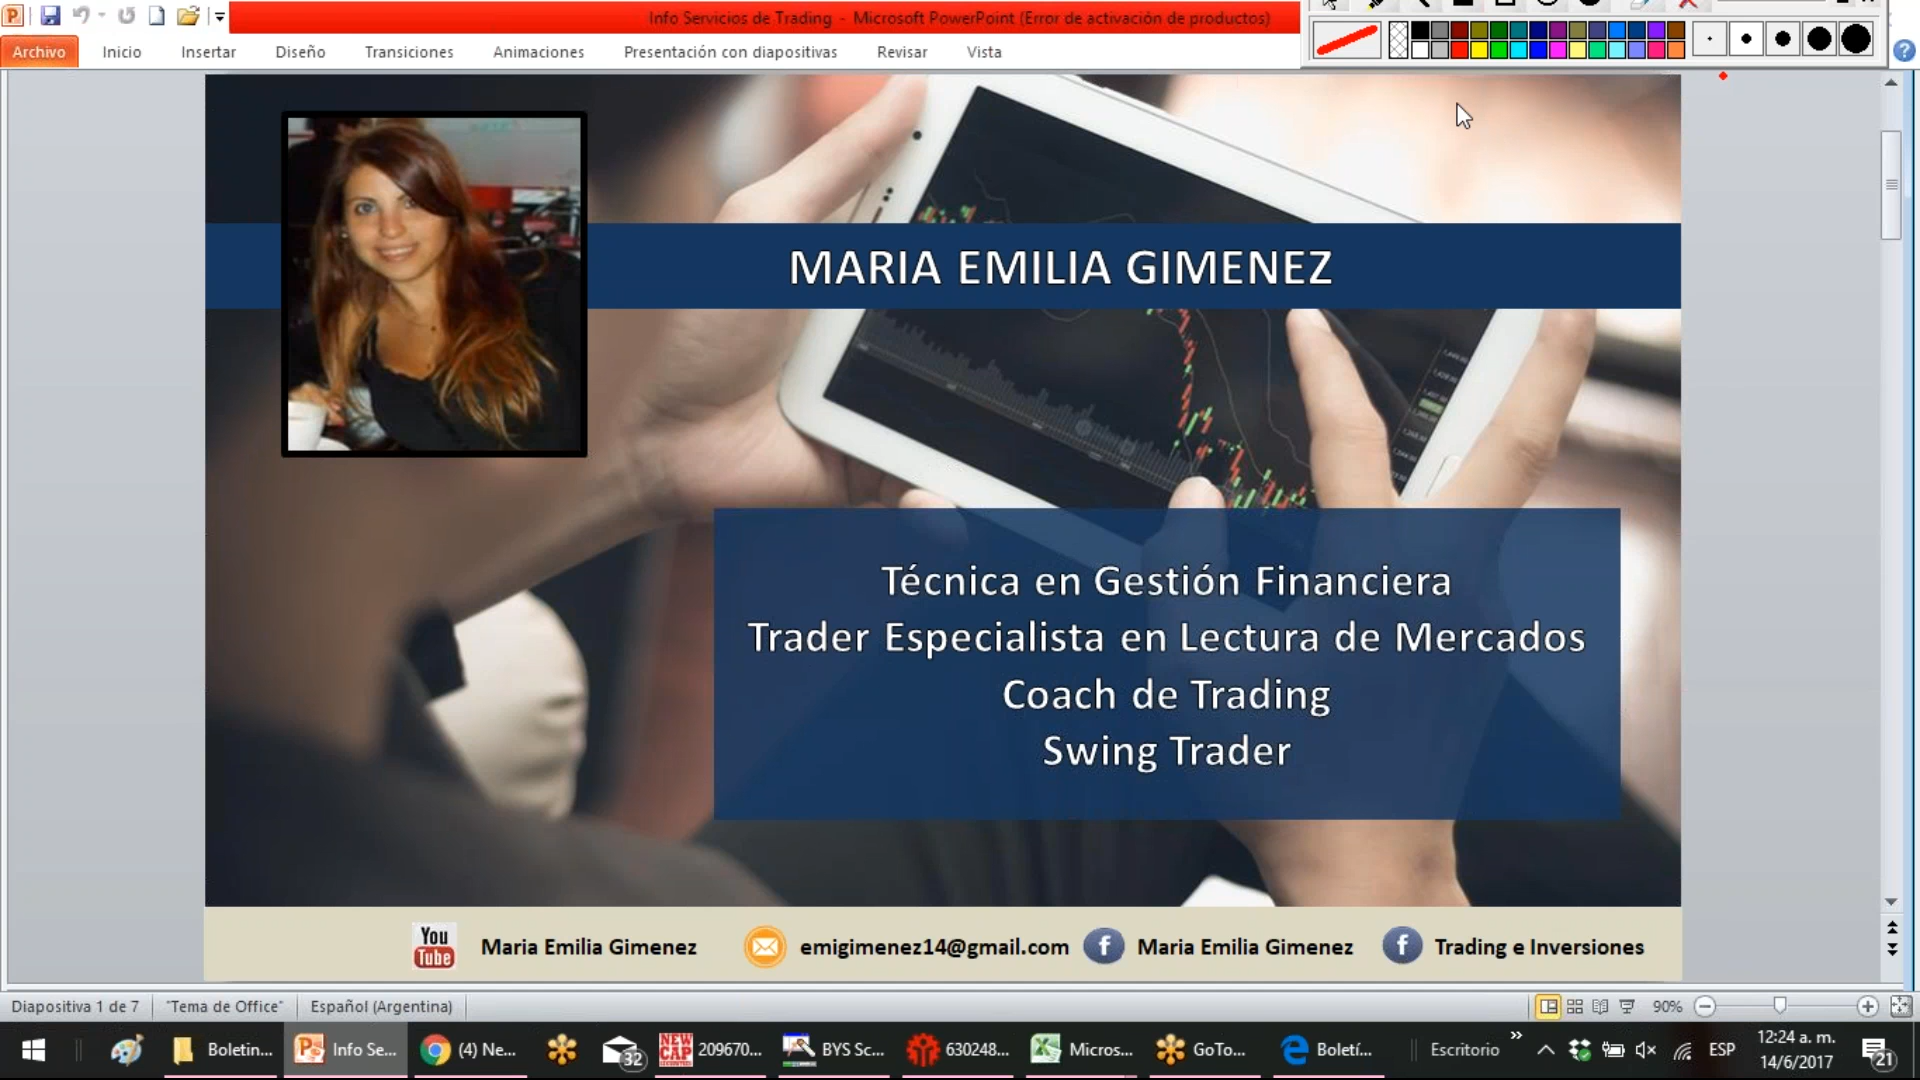 Info Servicios de Trading - Microsoft PowerPoint (Error de activación de productos)
Archivo Inicio Insertar Diseño Transiciones Animaciones Presentación con diapositivas Revisar Vista
MARIA EMILIA GIMENEZ
Técnica en Gestión Financiera
Trader Especialista en Lectura de Mercados
Coach de Trading
Swing Trader
You Tube Maria Emilia Gimenez emigimenez14@gmail.com f Maria Emilia Gimenez f Trading e Inversiones
Diapositiva 1 de 7 "Tema de Office" Español (Argentina) 90%
Boletin... Info Se... (4) Ne... 32 NEW CAP 209670... BYS Sc... 630248... Micros... GoTo... Boletí... Escritorio ESP 12:24 a. m.
14/6/2017 21